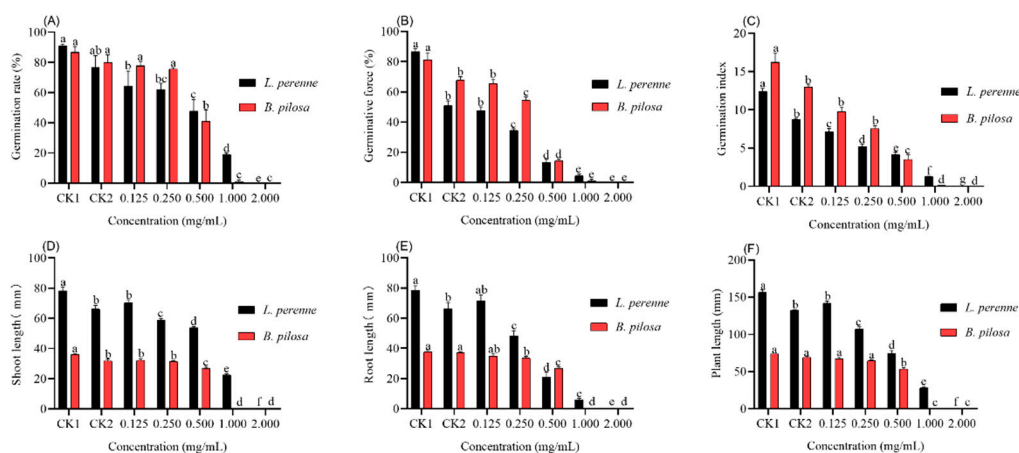 (A)
Germination rate (%)
100
80
60
40
20
0
a a ab a b a bc a c b d c e c
CK1 CK2 0.125 0.250 0.500 1.000 2.000
Concentration (mg/mL)
L. perenne
B. pilosa
(B)
Germinative force (%)
100
80
60
40
20
0
a a b b b b c d d e e e e
CK1 CK2 0.125 0.250 0.500 1.000 2.000
Concentration (mg/mL)
L. perenne
B. pilosa
(C)
Germination index
20
15
10
5
0
a a b b c b d b e c f d g d
CK1 CK2 0.125 0.250 0.500 1.000 2.000
Concentration (mg/mL)
L. perenne
B. pilosa
(D)
Shoot length ( mm)
100
80
60
40
20
0
a a b b b b c b d c e d f d
CK1 CK2 0.125 0.250 0.500 1.000 2.000
Concentration (mg/mL)
L. perenne
B. pilosa
(E)
Root length ( mm)
100
80
60
40
20
0
a a b a ab ab c b d c e d e d
CK1 CK2 0.125 0.250 0.500 1.000 2.000
Concentration (mg/mL)
L. perenne
B. pilosa
(F)
Plant length (mm)
200
150
100
50
0
a a b a b a c a d b e c f c
CK1 CK2 0.125 0.250 0.500 1.000 2.000
Concentration (mg/mL)
L. perenne
B. pilosa